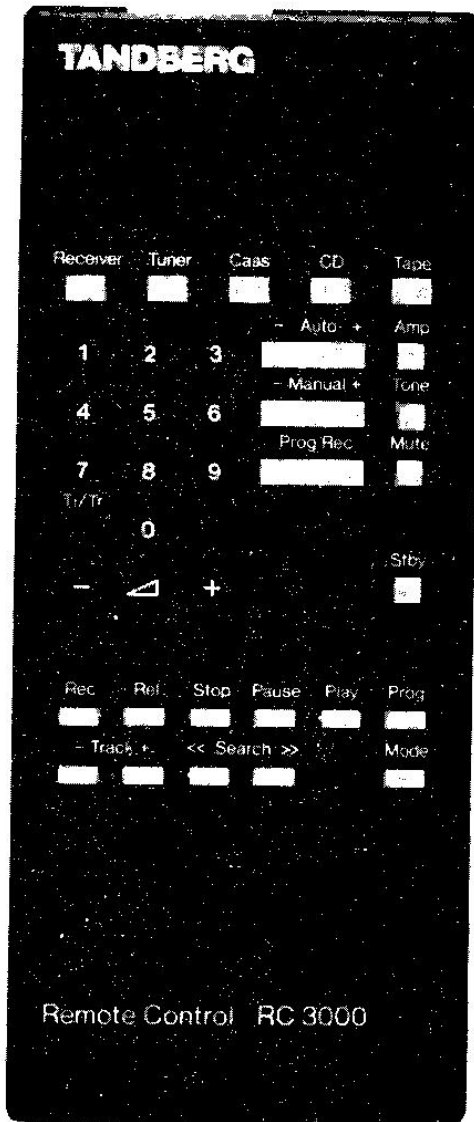 TANDBERG
Receiver Tuner Cass CD Tape
- Auto + Amp
1 2 3
- Manual + Tone
4 5 6
Prog Rec Mute
7 8 9
Ti/Tr
0
Stby
- +
Rec Ref. Stop Pause Play Prog
- Track + << Search >> Mode
Remote Control RC 3000